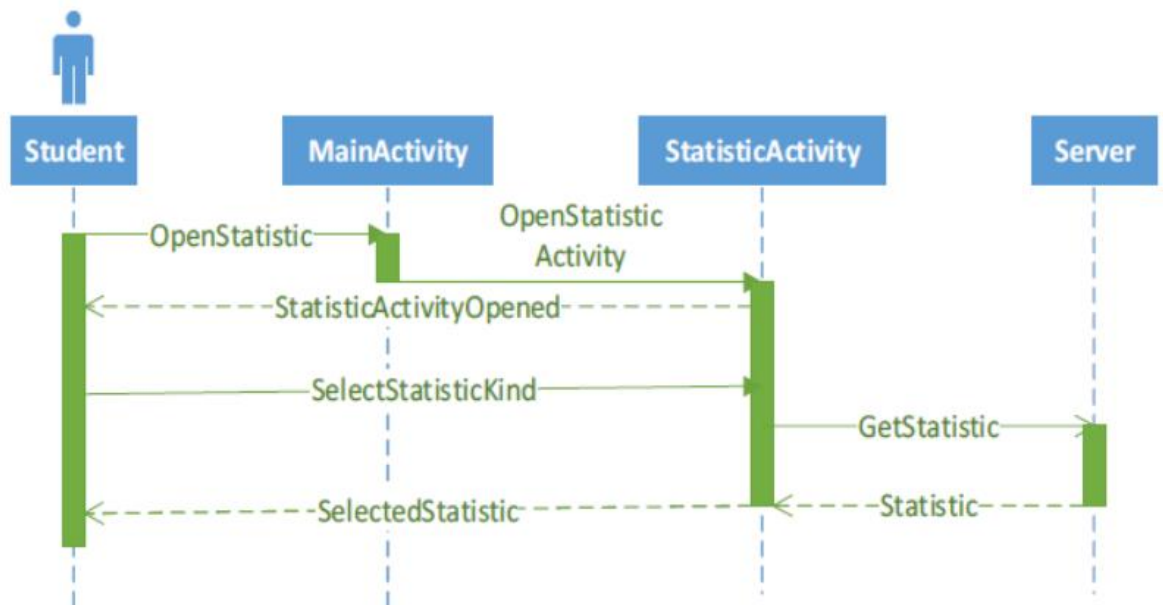 Student
MainActivity
StatisticActivity
Server
OpenStatistic
OpenStatistic
Activity
StatisticActivityOpened
SelectStatisticKind
GetStatistic
SelectedStatistic
Statistic